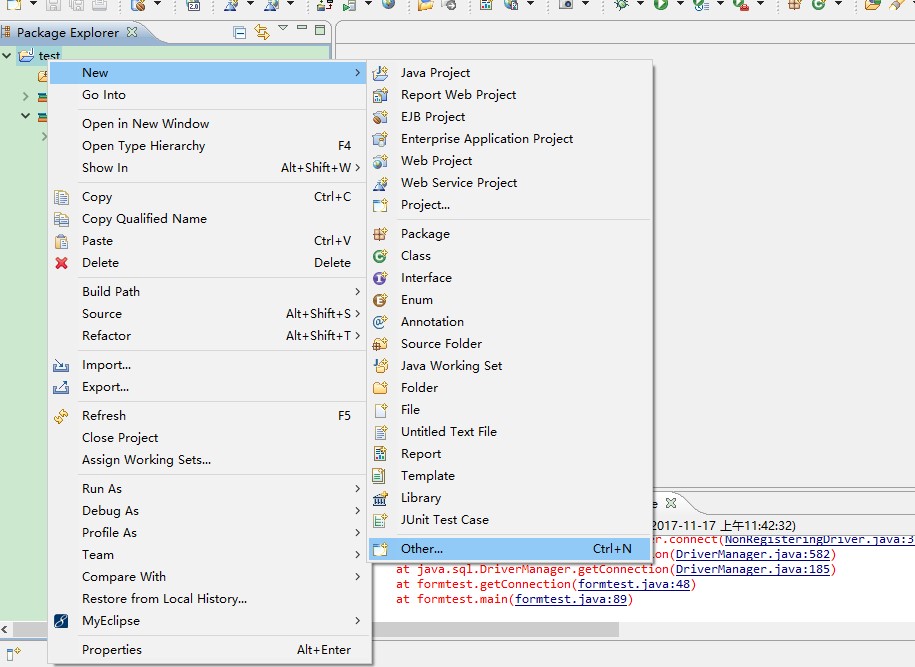 Package Explorer
test
New
Go Into
Open in New Window
Open Type Hierarchy F4
Show In Alt+Shift+W
Copy Ctrl+C
Copy Qualified Name
Paste Ctrl+V
Delete Delete
Build Path
Source Alt+Shift+S
Refactor Alt+Shift+T
Import...
Export...
Refresh F5
Close Project
Assign Working Sets...
Run As
Debug As
Profile As
Team
Compare With
Restore from Local History...
MyEclipse
Properties Alt+Enter
Java Project
Report Web Project
EJB Project
Enterprise Application Project
Web Project
Web Service Project
Project...
Package
Class
Interface
Enum
Annotation
Source Folder
Java Working Set
Folder
File
Untitled Text File
Report
Template
Library
JUnit Test Case
Other... Ctrl+N
2017-11-17 上午11:42:32)
r.connect(NonRegisteringDriver.java:3
on(DriverManager.java:582)
at java.sql.DriverManager.getConnection(DriverManager.java:185)
at formtest.getConnection(formtest.java:48)
at formtest.main(formtest.java:89)